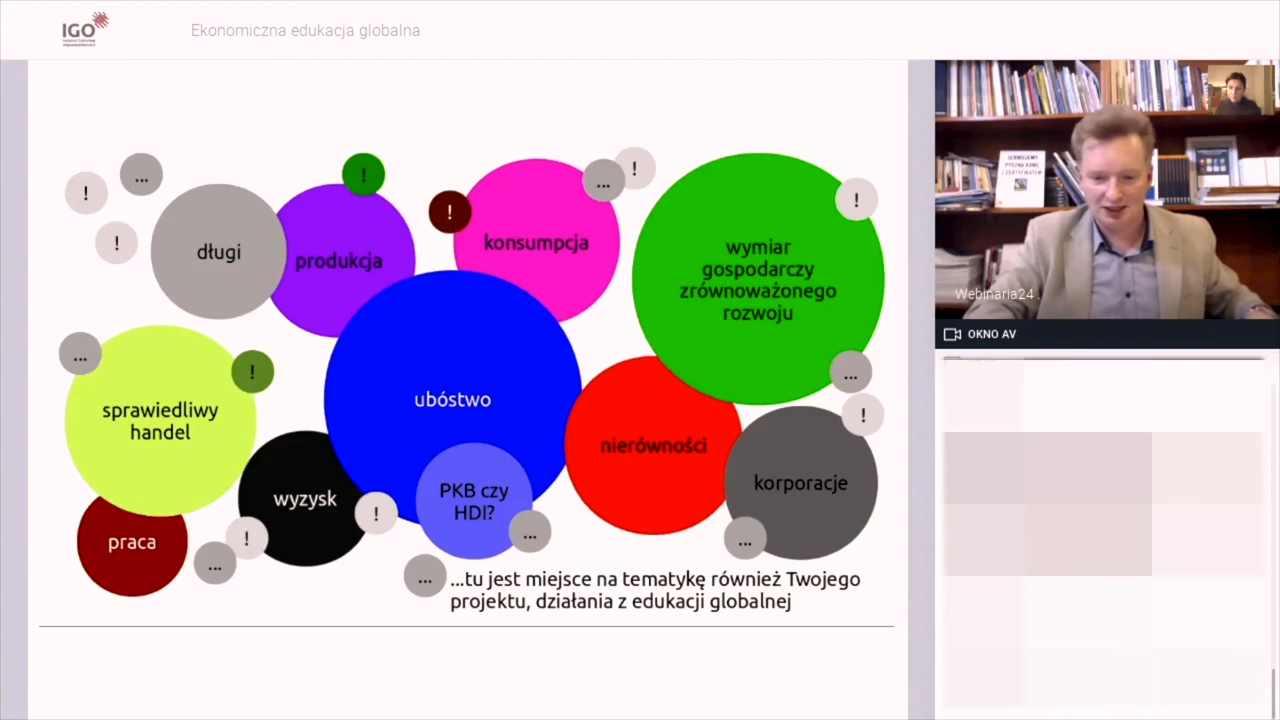 IGO
Ekonomiczna edukacja globalna
!
...
!
!
...
!
!
długi
produkcja
konsumpcja
wymiar
gospodarczy
zrównoważonego
rozwoju
!
...
!
sprawiedliwy
handel
ubóstwo
nierówności
...
!
korporacje
wyzysk
!
PKB czy
HDI?
praca
!
...
...
...
...
...tu jest miejsce na tematykę również Twojego
projektu, działania z edukacji globalnej
Webinaria24 .
OKNO AV